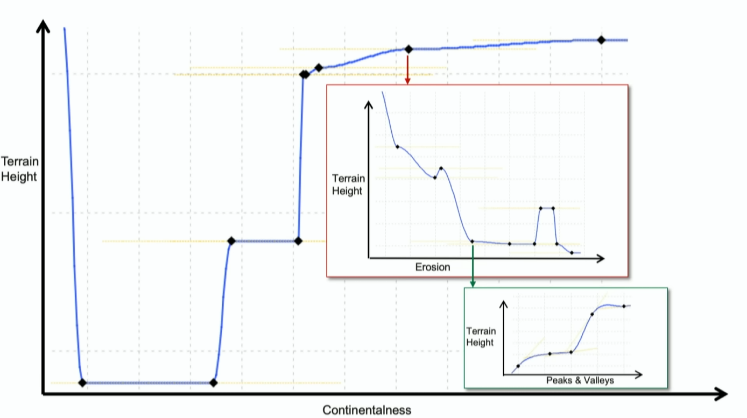 Terrain
Height
Terrain
Height
Erosion
Terrain
Height
Peaks & Valleys
Continentalness